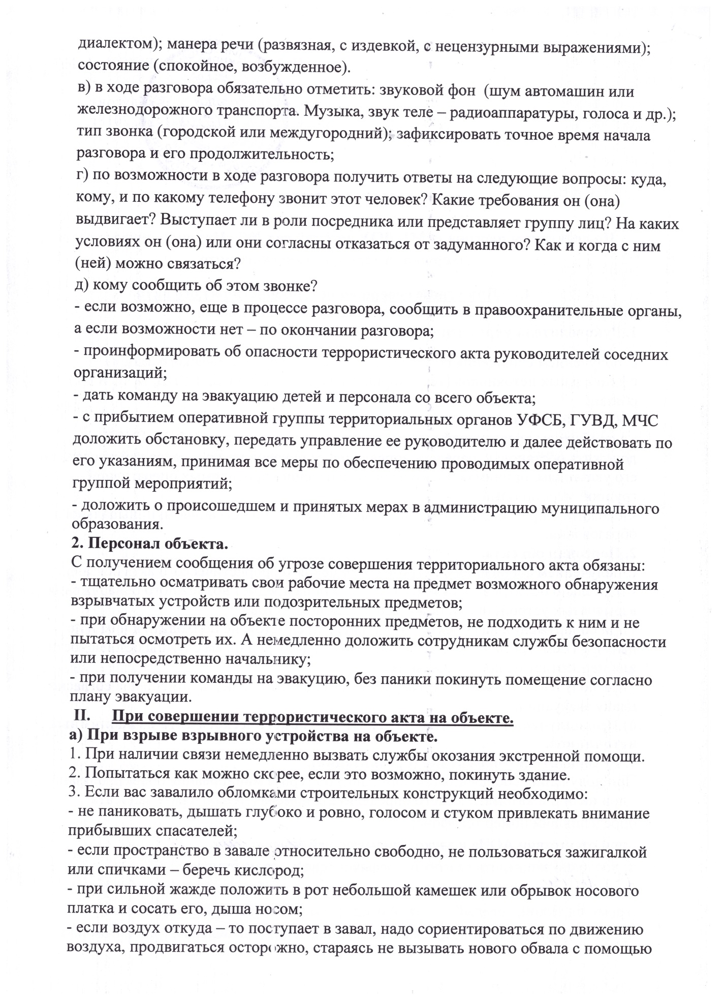 диалектом); манера речи (развязная, с издевкой, с нецензурными выражениями);
состояние (спокойное, возбужденное).
в) в ходе разговора обязательно отметить: звуковой фон  (шум автомашин или
железнодорожного транспорта. Музыка, звук теле – радиоаппаратуры, голоса и др.);
тип звонка (городской или междугородний); зафиксировать точное время начала
разговора и его продолжительность;
г) по возможности в ходе разговора получить ответы на следующие вопросы: куда,
кому, и по какому телефону звонит этот человек? Какие требования он (она)
выдвигает? Выступает ли в роли посредника или представляет группу лиц? На каких
условиях он (она) или они согласны отказаться от задуманного? Как и когда с ним
(ней) можно связаться?
д) кому сообщить об этом звонке?
- если возможно, еще в процессе разговора, сообщить в правоохранительные органы,
а если возможности нет – по окончании разговора;
- проинформировать об опасности террористического акта руководителей соседних
организаций;
- дать команду на эвакуацию детей и персонала со всего объекта;
- с прибытием оперативной группы территориальных органов УФСБ, ГУВД, МЧС
доложить обстановку, передать управление ее руководителю и далее действовать по
его указаниям, принимая все меры по обеспечению проводимых оперативной
группой мероприятий;
- доложить о происошедшем и принятых мерах в администрацию муниципального
образования.
2. Персонал объекта.
С получением сообщения об угрозе совершения территориального акта обязаны:
- тщательно осматривать свои рабочие места на предмет возможного обнаружения
взрывчатых устройств или подозрительных предметов;
- при обнаружении на объекте посторонних предметов, не подходить к ним и не
пытаться осмотреть их. А немедленно доложить сотрудникам службы безопасности
или непосредственно начальнику;
- при получении команды на эвакуцию, без паники покинуть помещение согласно
плану эвакуации.
II. При совершении террористического акта на объекте.
а) При взрыве взрывного устройства на объекте.
1. При наличии связи немедленно вызвать службы окозания экстренной помощи.
2. Попытаться как можно скорее, если это возможно, покинуть здание.
3. Если вас завалило обломками строительных конструкций необходимо:
- не паниковать, дышать глубоко и ровно, голосом и стуком привлекать внимание
прибывших спасателей;
- если пространство в завале относительно свободно, не пользоваться зажигалкой
или спичками – беречь кислород;
- при сильной жажде положить в рот небольшой камешек или обрывок носового
платка и сосать его, дыша носом;
- если воздух откуда – то поступает в завал, надо сориентироваться по движению
воздуха, продвигаться осторожно, стараясь не вызывать нового обвала с помощью